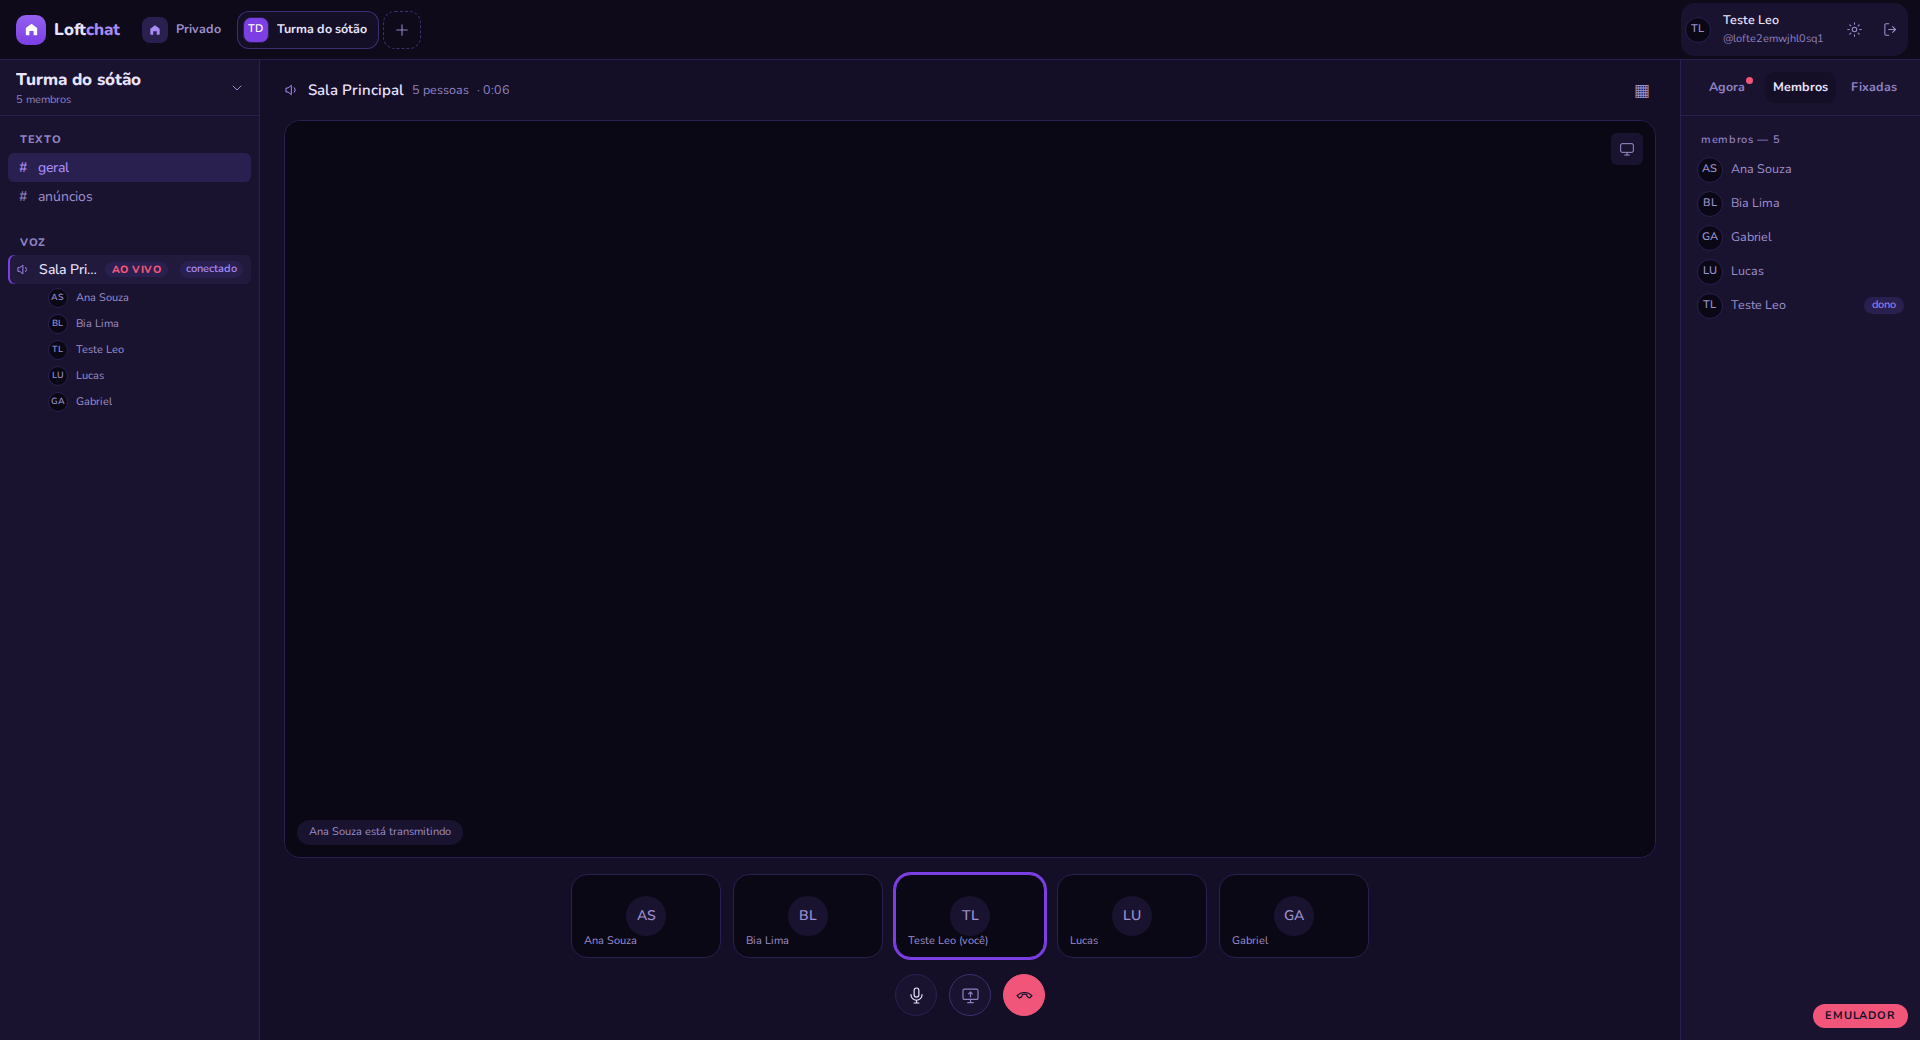 Loftchat
Privado
TD Turma do sótão
TL Teste Leo
@lofte2emwjhl0sq1
Turma do sótão
5 membros
TEXTO
# geral
# anúncios
VOZ
Sala Pri... AO VIVO conectado
AS Ana Souza
BL Bia Lima
TL Teste Leo
LU Lucas
GA Gabriel
Sala Principal 5 pessoas · 0:06
Ana Souza está transmitindo
AS
Ana Souza
BL
Bia Lima
TL
Teste Leo (você)
LU
Lucas
GA
Gabriel
Agora Membros Fixadas
membros — 5
AS Ana Souza
BL Bia Lima
GA Gabriel
LU Lucas
TL Teste Leo dono
EMULADOR